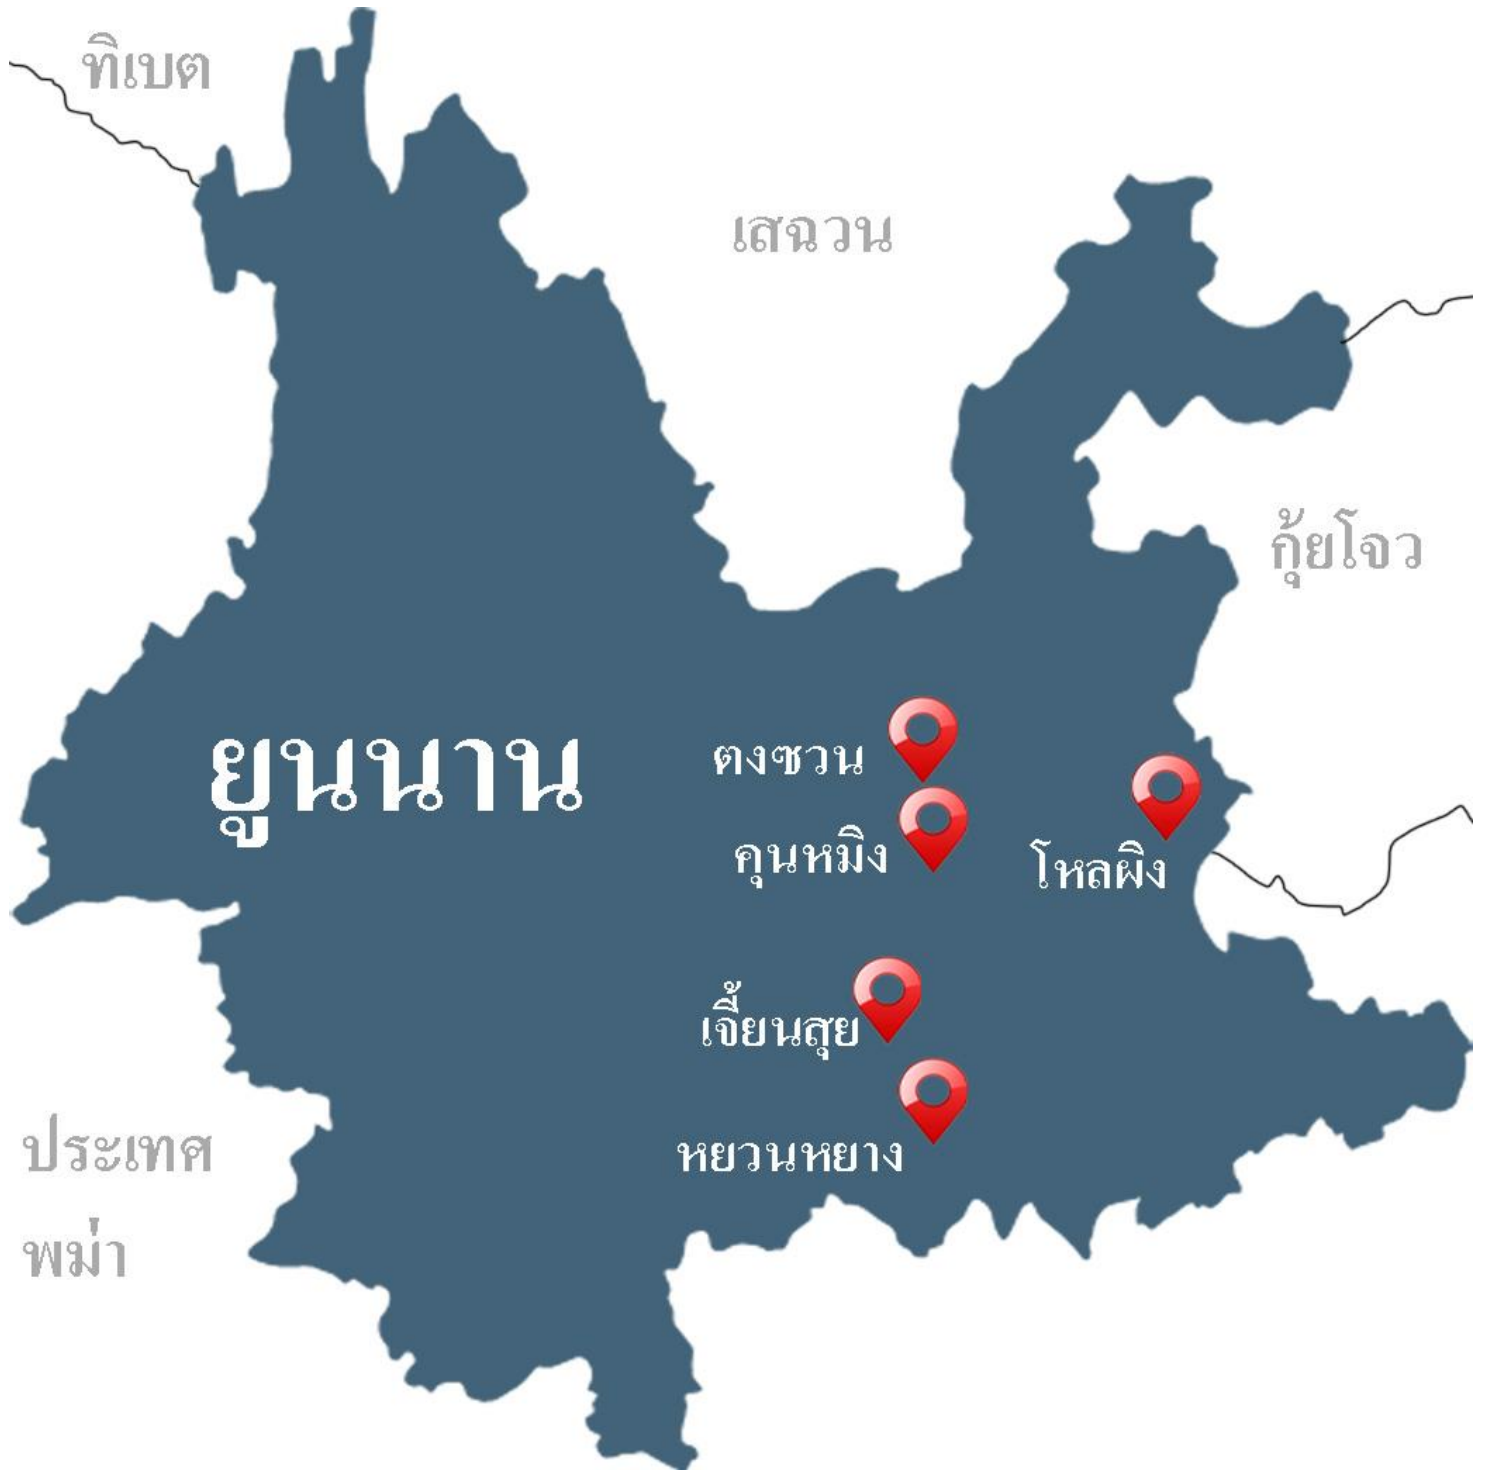 ทิเบต
เสฉวน
กุ้ยโจว
ยูนนาน
ตงชวน
คุนหมิง
โหลผิง
เจี้ยนสุย
หยวนหยาง
ประเทศ
พม่า